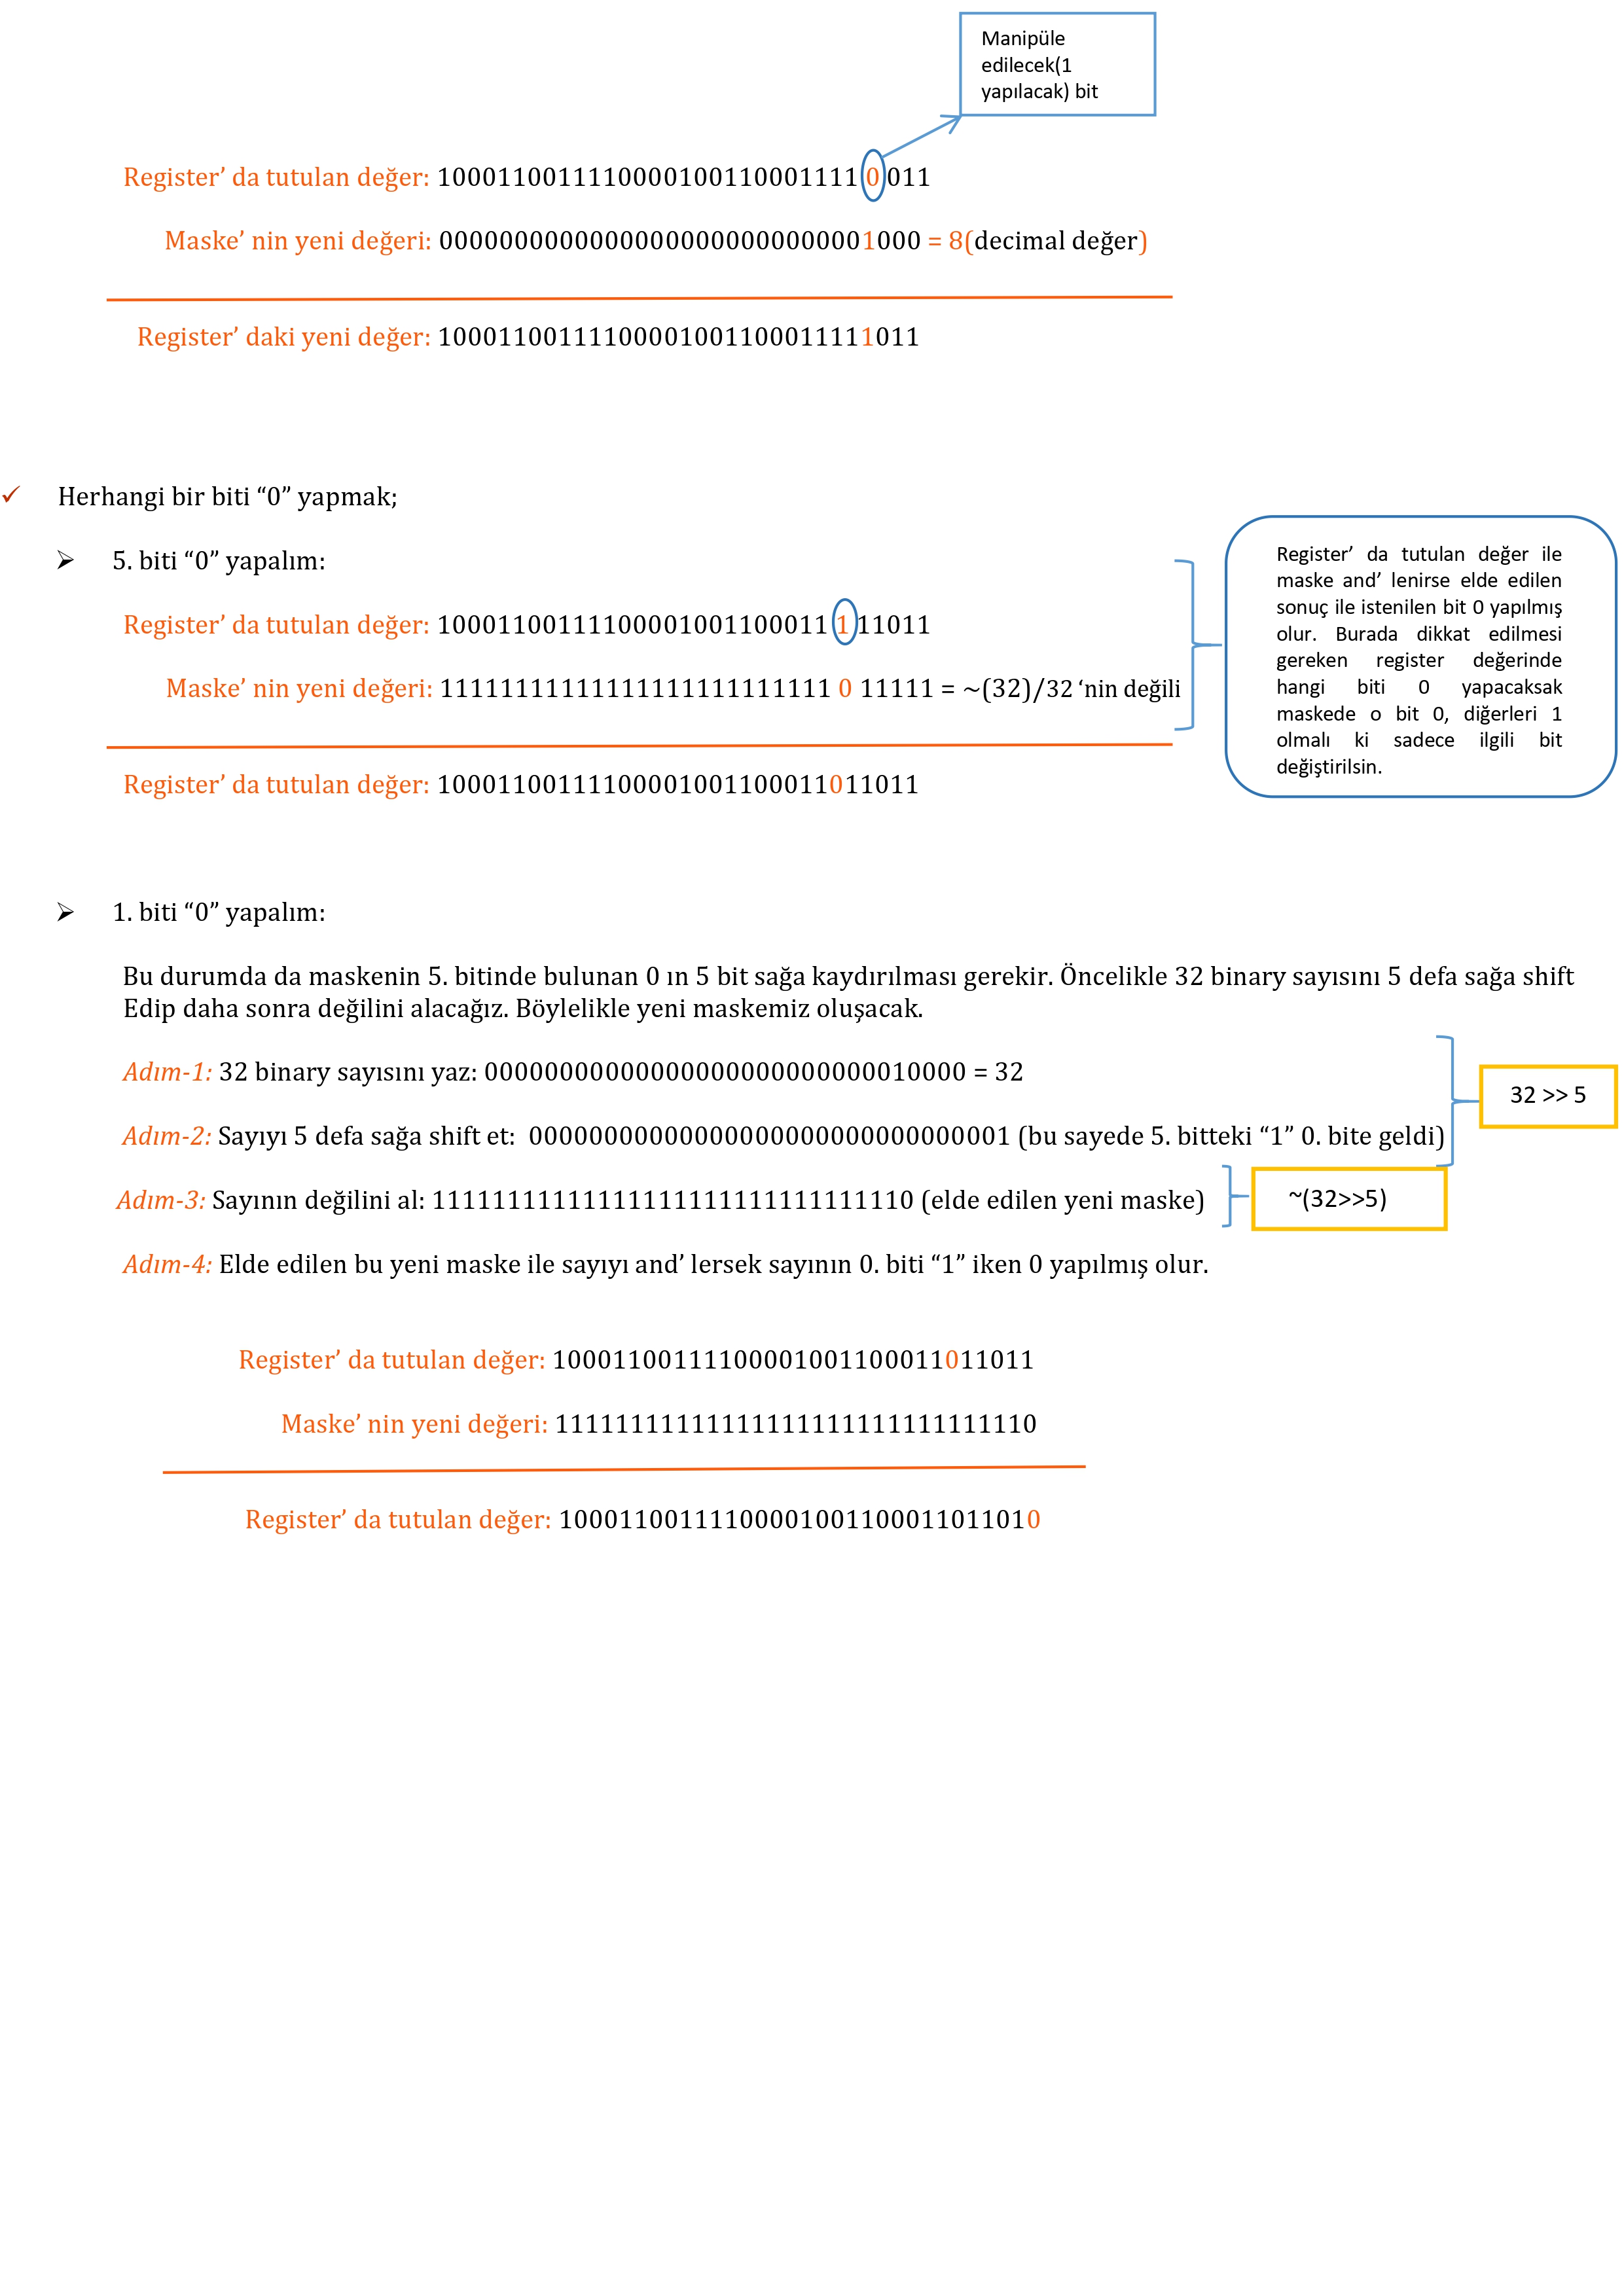 Manipüle
edilecek(1
yapılacak) bit
Register’ da tutulan değer: 1000110011110000100110001111 0 011
Maske’ nin yeni değeri: 00000000000000000000000000001000 = 8(decimal değer)
Register’ daki yeni değer: 10001100111100001001100011111011
✓ Herhangi bir biti “0” yapmak;
➢ 5. biti “0” yapalım:
Register’ da tutulan değer: 10001100111100001001100011 1 11011
Maske’ nin yeni değeri: 11111111111111111111111111 0 11111 = ~(32)/32 ‘nin değili
Register’ da tutulan değer: 10001100111100001001100011011011
Register’ da tutulan değer ile
maske and’ lenirse elde edilen
sonuç ile istenilen bit 0 yapılmış
olur. Burada dikkat edilmesi
gereken register değerinde
hangi biti 0 yapacaksak
maskede o bit 0, diğerleri 1
olmalı ki sadece ilgili bit
değiştirilsin.
➢ 1. biti “0” yapalım:
Bu durumda da maskenin 5. bitinde bulunan 0 ın 5 bit sağa kaydırılması gerekir. Öncelikle 32 binary sayısını 5 defa sağa shift
Edip daha sonra değilini alacağız. Böylelikle yeni maskemiz oluşacak.
Adım-1: 32 binary sayısını yaz: 00000000000000000000000000010000 = 32
Adım-2: Sayıyı 5 defa sağa shift et: 00000000000000000000000000000001 (bu sayede 5. bitteki “1” 0. bite geldi)
32 >> 5
Adım-3: Sayının değilini al: 11111111111111111111111111111110 (elde edilen yeni maske)
~(32>>5)
Adım-4: Elde edilen bu yeni maske ile sayıyı and’ lersek sayının 0. biti “1” iken 0 yapılmış olur.
Register’ da tutulan değer: 10001100111100001001100011011011
Maske’ nin yeni değeri: 11111111111111111111111111111110
Register’ da tutulan değer: 10001100111100001001100011011010